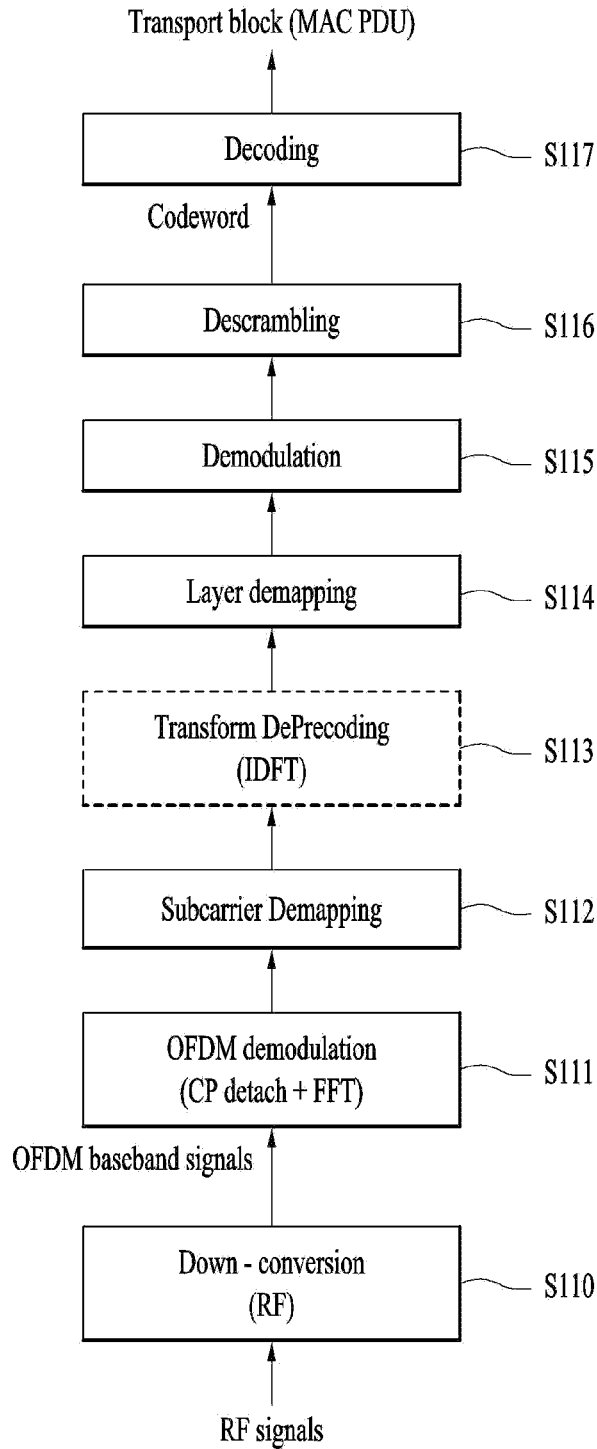 Transport block (MAC PDU)
Decoding
S117
Codeword
Descrambling
S116
Demodulation
S115
Layer demapping
S114
Transform DePrecoding
(IDFT)
S113
Subcarrier Demapping
S112
OFDM demodulation
(CP detach + FFT)
S111
OFDM baseband signals
Down - conversion
(RF)
S110
RF signals